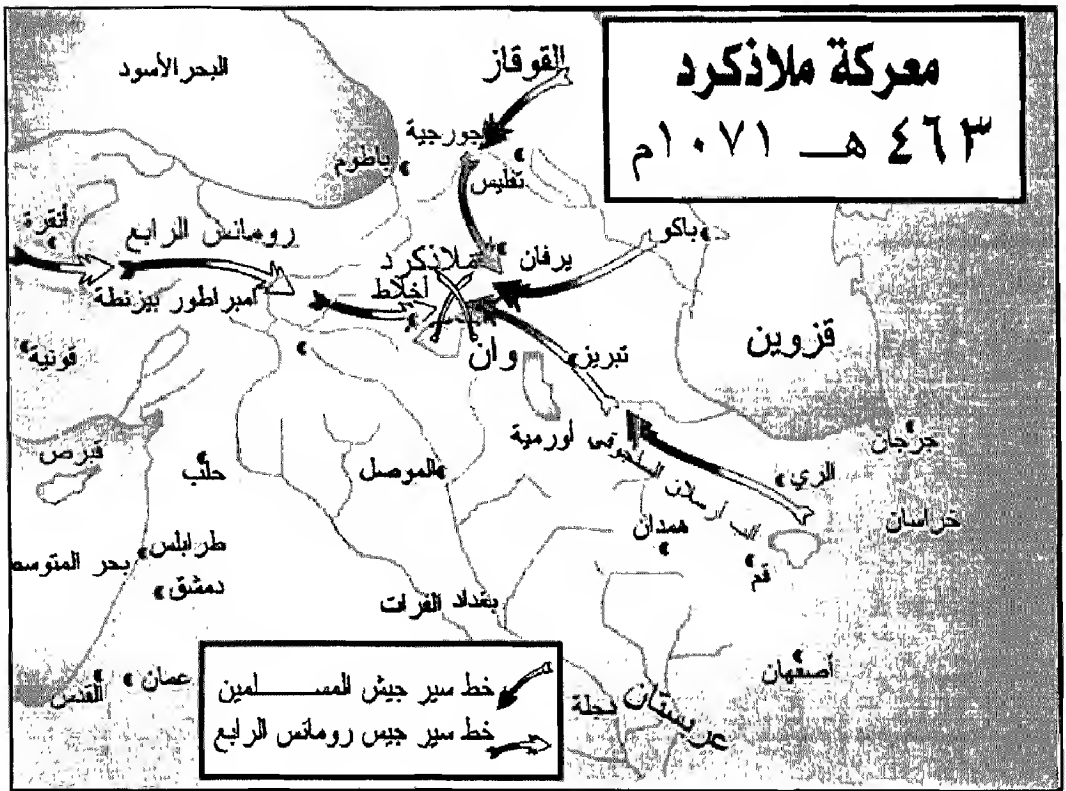 معركة ملاذكرد
٤٦٣ هـ ١٠٧١م
القوقاز
البحر الأسود
جورجية
باطوم
تفليس
أنقرة
رومانس الرابع
باكو
ملاذكرد
يرفان
أخلاط
امبراطور بيزنطة
قزوين
قونية
وان
تبريز
أورمية
جرجان
قبرص
حلب
الموصل
ألب أرسلان السلجوقي
الري
خراسان
همدان
قم
طرابلس
بحر المتوسط
دمشق
بغداد
الفرات
عمان
القدس
أصفهان
دجلة
عربستان
خط سير جيش المسلمين
خط سير جيس رومانس الرابع